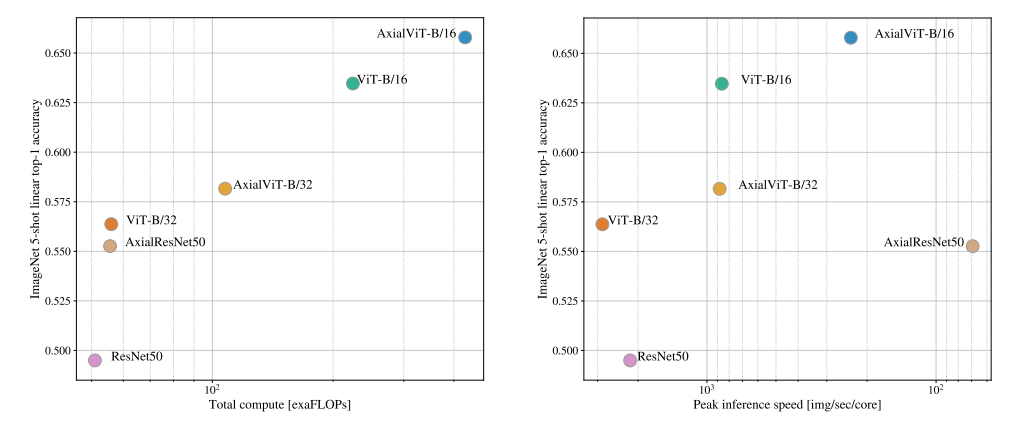 ImageNet 5-shot linear top-1 accuracy
0.650
0.625
0.600
0.575
0.550
0.525
0.500
AxialViT-B/16
ViT-B/16
AxialViT-B/32
ViT-B/32
AxialResNet50
ResNet50
10²
Total compute [exaFLOPs]
ImageNet 5-shot linear top-1 accuracy
0.650
0.625
0.600
0.575
0.550
0.525
0.500
AxialViT-B/16
ViT-B/16
AxialViT-B/32
ViT-B/32
AxialResNet50
ResNet50
10³
10²
Peak inference speed [img/sec/core]